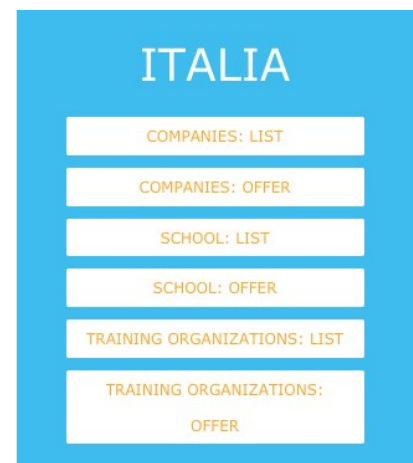 ITALIA
COMPANIES: LIST
COMPANIES: OFFER
SCHOOL: LIST
SCHOOL: OFFER
TRAINING ORGANIZATIONS: LIST
TRAINING ORGANIZATIONS:
OFFER